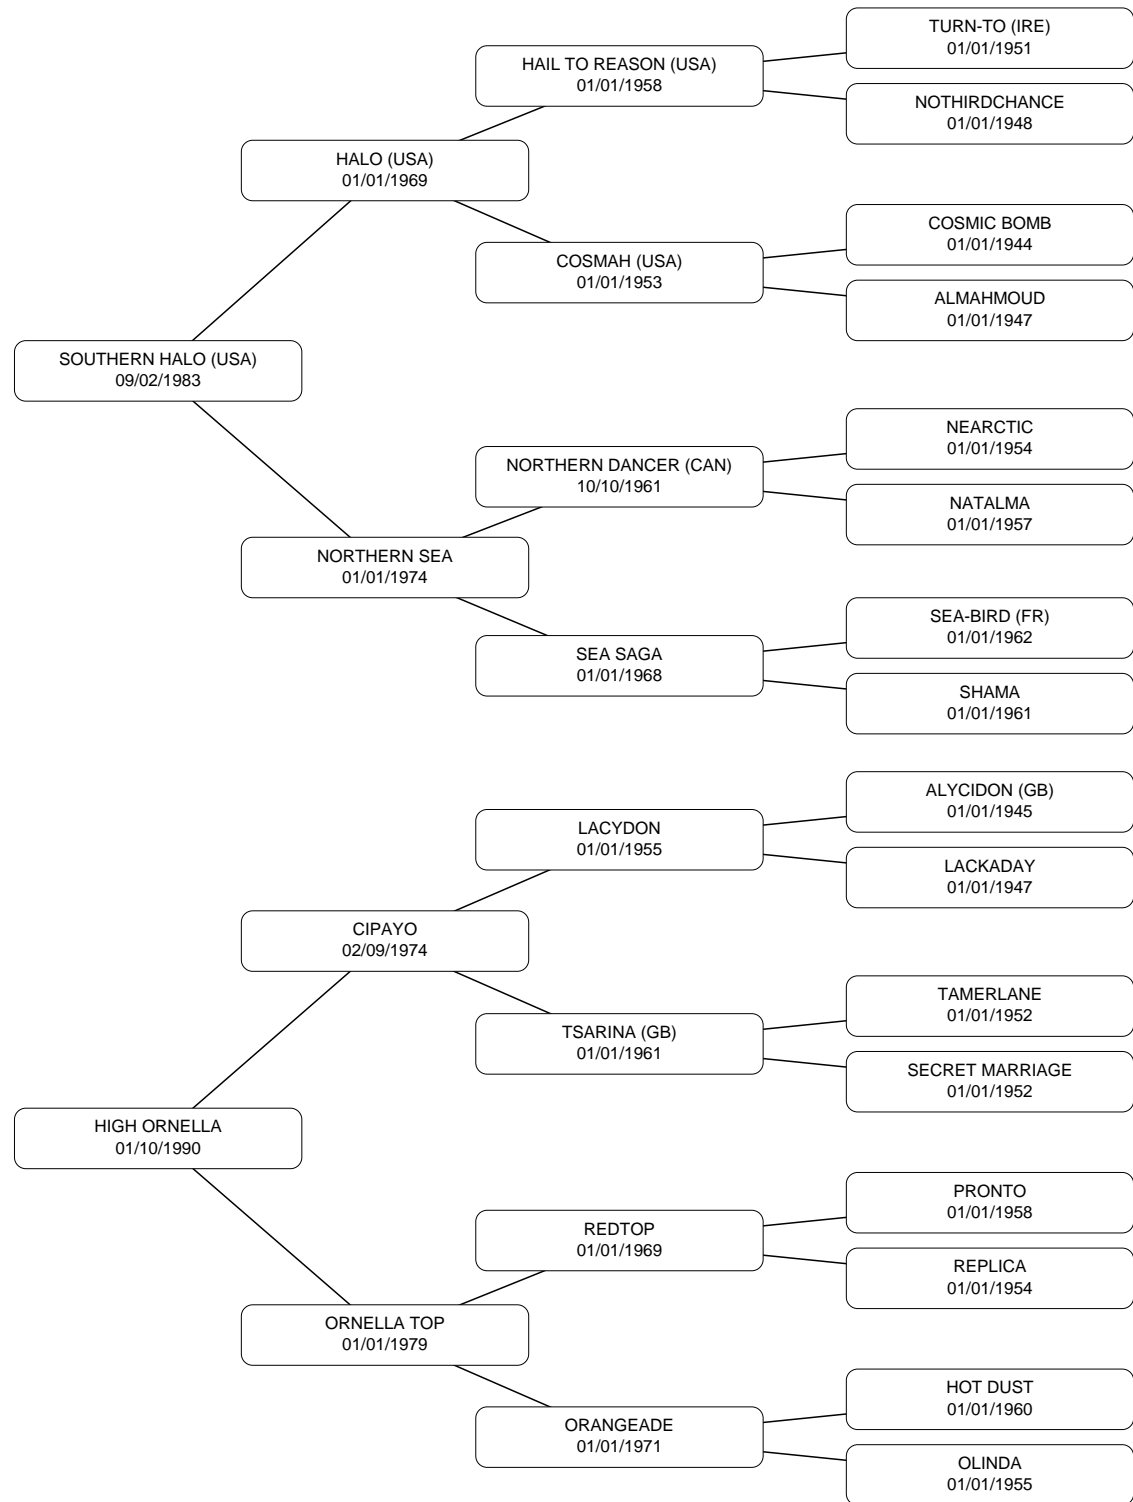 TURN-TO (IRE)
01/01/1951
HAIL TO REASON (USA)
01/01/1958
NOTHIRDCHANCE
01/01/1948
HALO (USA)
01/01/1969
COSMIC BOMB
01/01/1944
COSMAH (USA)
01/01/1953
ALMAHMOUD
01/01/1947
SOUTHERN HALO (USA)
09/02/1983
NEARCTIC
01/01/1954
NORTHERN DANCER (CAN)
10/10/1961
NATALMA
01/01/1957
NORTHERN SEA
01/01/1974
SEA-BIRD (FR)
01/01/1962
SEA SAGA
01/01/1968
SHAMA
01/01/1961
ALYCIDON (GB)
01/01/1945
LACYDON
01/01/1955
LACKADAY
01/01/1947
CIPAYO
02/09/1974
TAMERLANE
01/01/1952
TSARINA (GB)
01/01/1961
SECRET MARRIAGE
01/01/1952
HIGH ORNELLA
01/10/1990
PRONTO
01/01/1958
REDTOP
01/01/1969
REPLICA
01/01/1954
ORNELLA TOP
01/01/1979
HOT DUST
01/01/1960
ORANGEADE
01/01/1971
OLINDA
01/01/1955